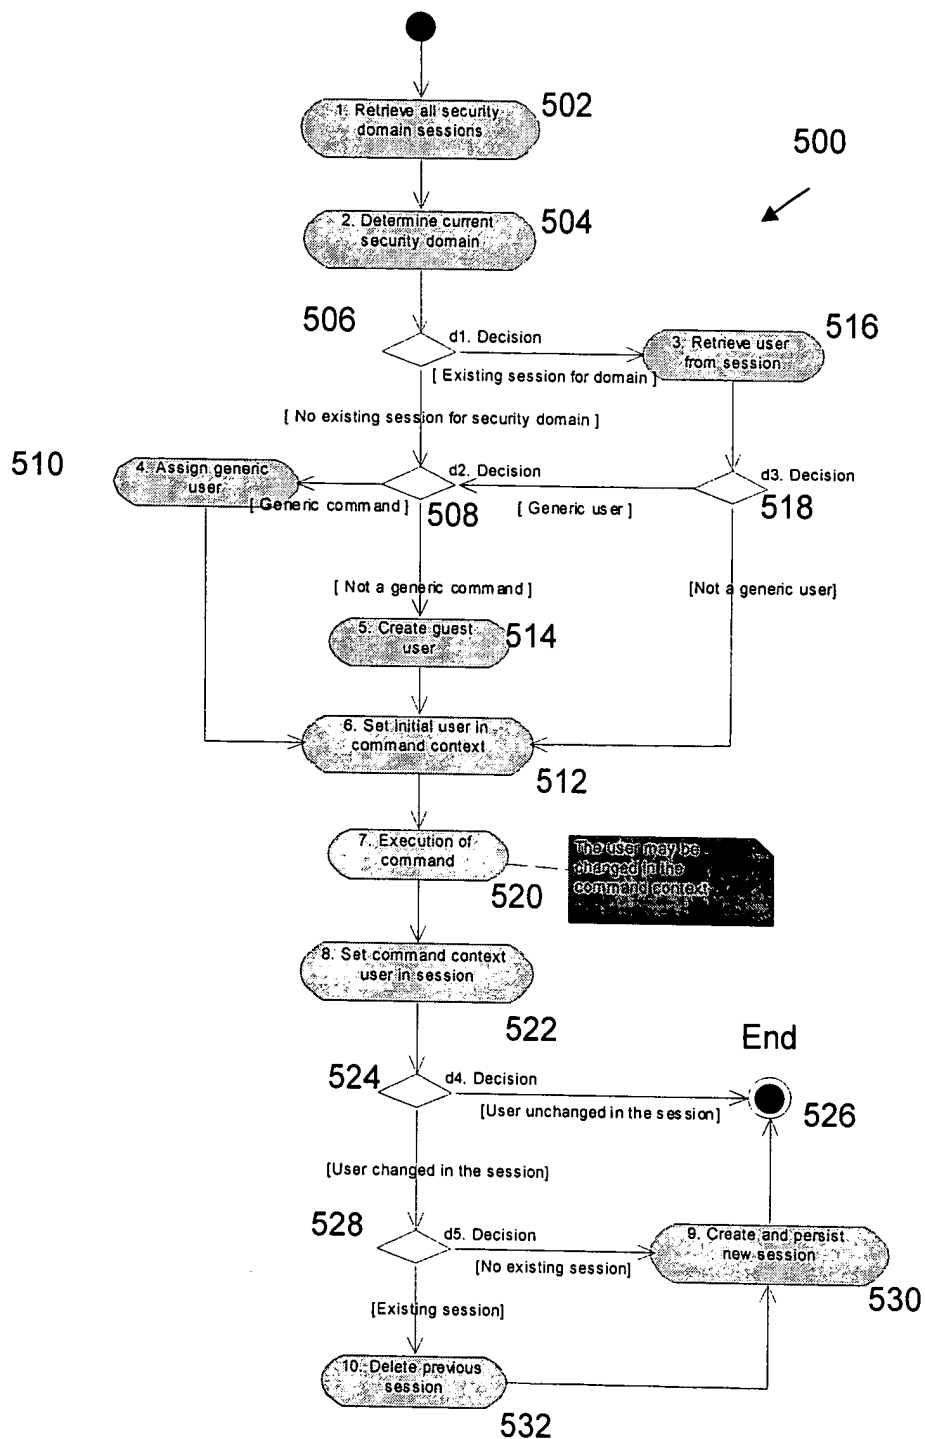 1. Retrieve all security
domain sessions
502
500
2. Determine current
security domain
504
506
d1. Decision
[ Existing session for domain ]
3. Retrieve user
from session
516
[ No existing session for security domain ]
510
4. Assign generic
user
[ Generic command ]
d2. Decision
508
[ Generic user ]
d3. Decision
518
[ Not a generic command ]
[Not a generic user]
5. Create guest
user
514
6. Set initial user in
command context
512
7. Execution of
command
520
The user may be
changed in the
command context
8. Set command context
user in session
522
End
524
d4. Decision
[User unchanged in the session]
526
[User changed in the session]
528
d5. Decision
[No existing session]
9. Create and persist
new session
530
[Existing session]
10. Delete previous
session
532